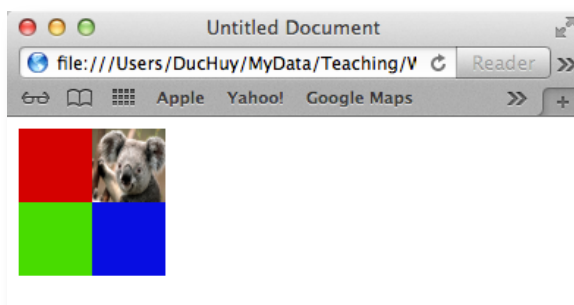 Untitled Document
file:///Users/DucHuy/MyData/Teaching/W
Reader
Apple Yahoo! Google Maps